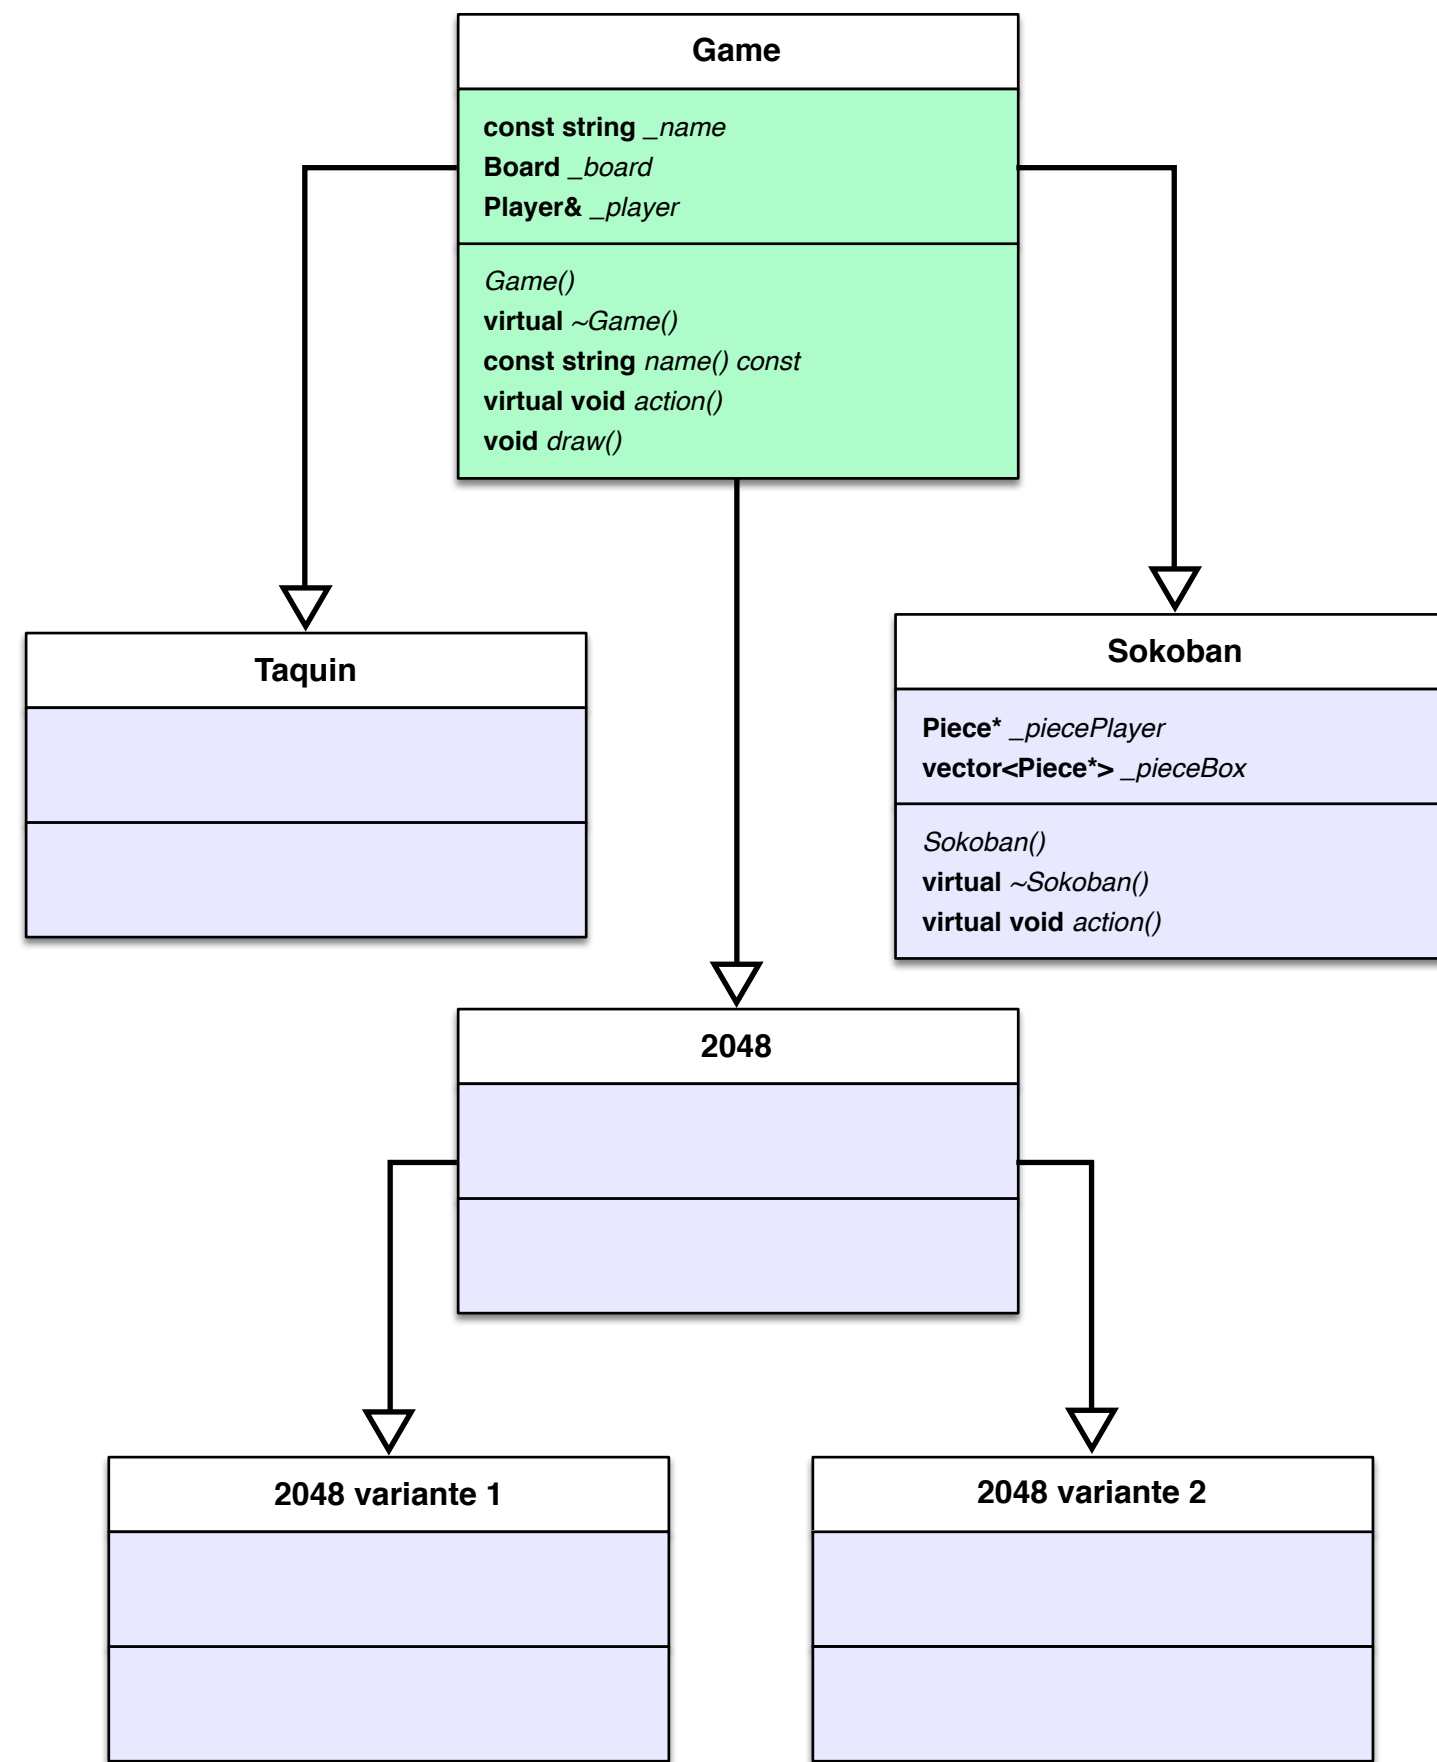 Game
const string _name
Board _board
Player& _player
Game()
virtual ~Game()
const string name() const
virtual void action()
void draw()
Taquin
Sokoban
Piece* _piecePlayer
vector<Piece*> _pieceBox
Sokoban()
virtual ~Sokoban()
virtual void action()
2048
2048 variante 1
2048 variante 2